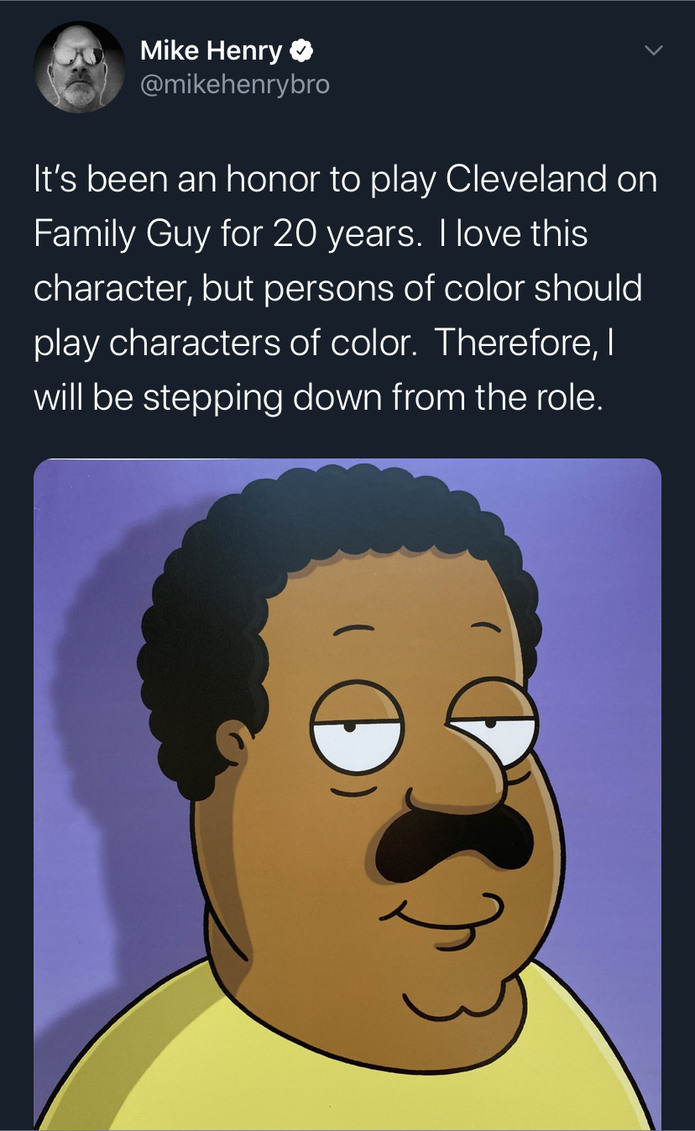 Mike Henry
@mikehenrybro
It’s been an honor to play Cleveland on
Family Guy for 20 years.  I love this
character, but persons of color should
play characters of color.  Therefore, I
will be stepping down from the role.